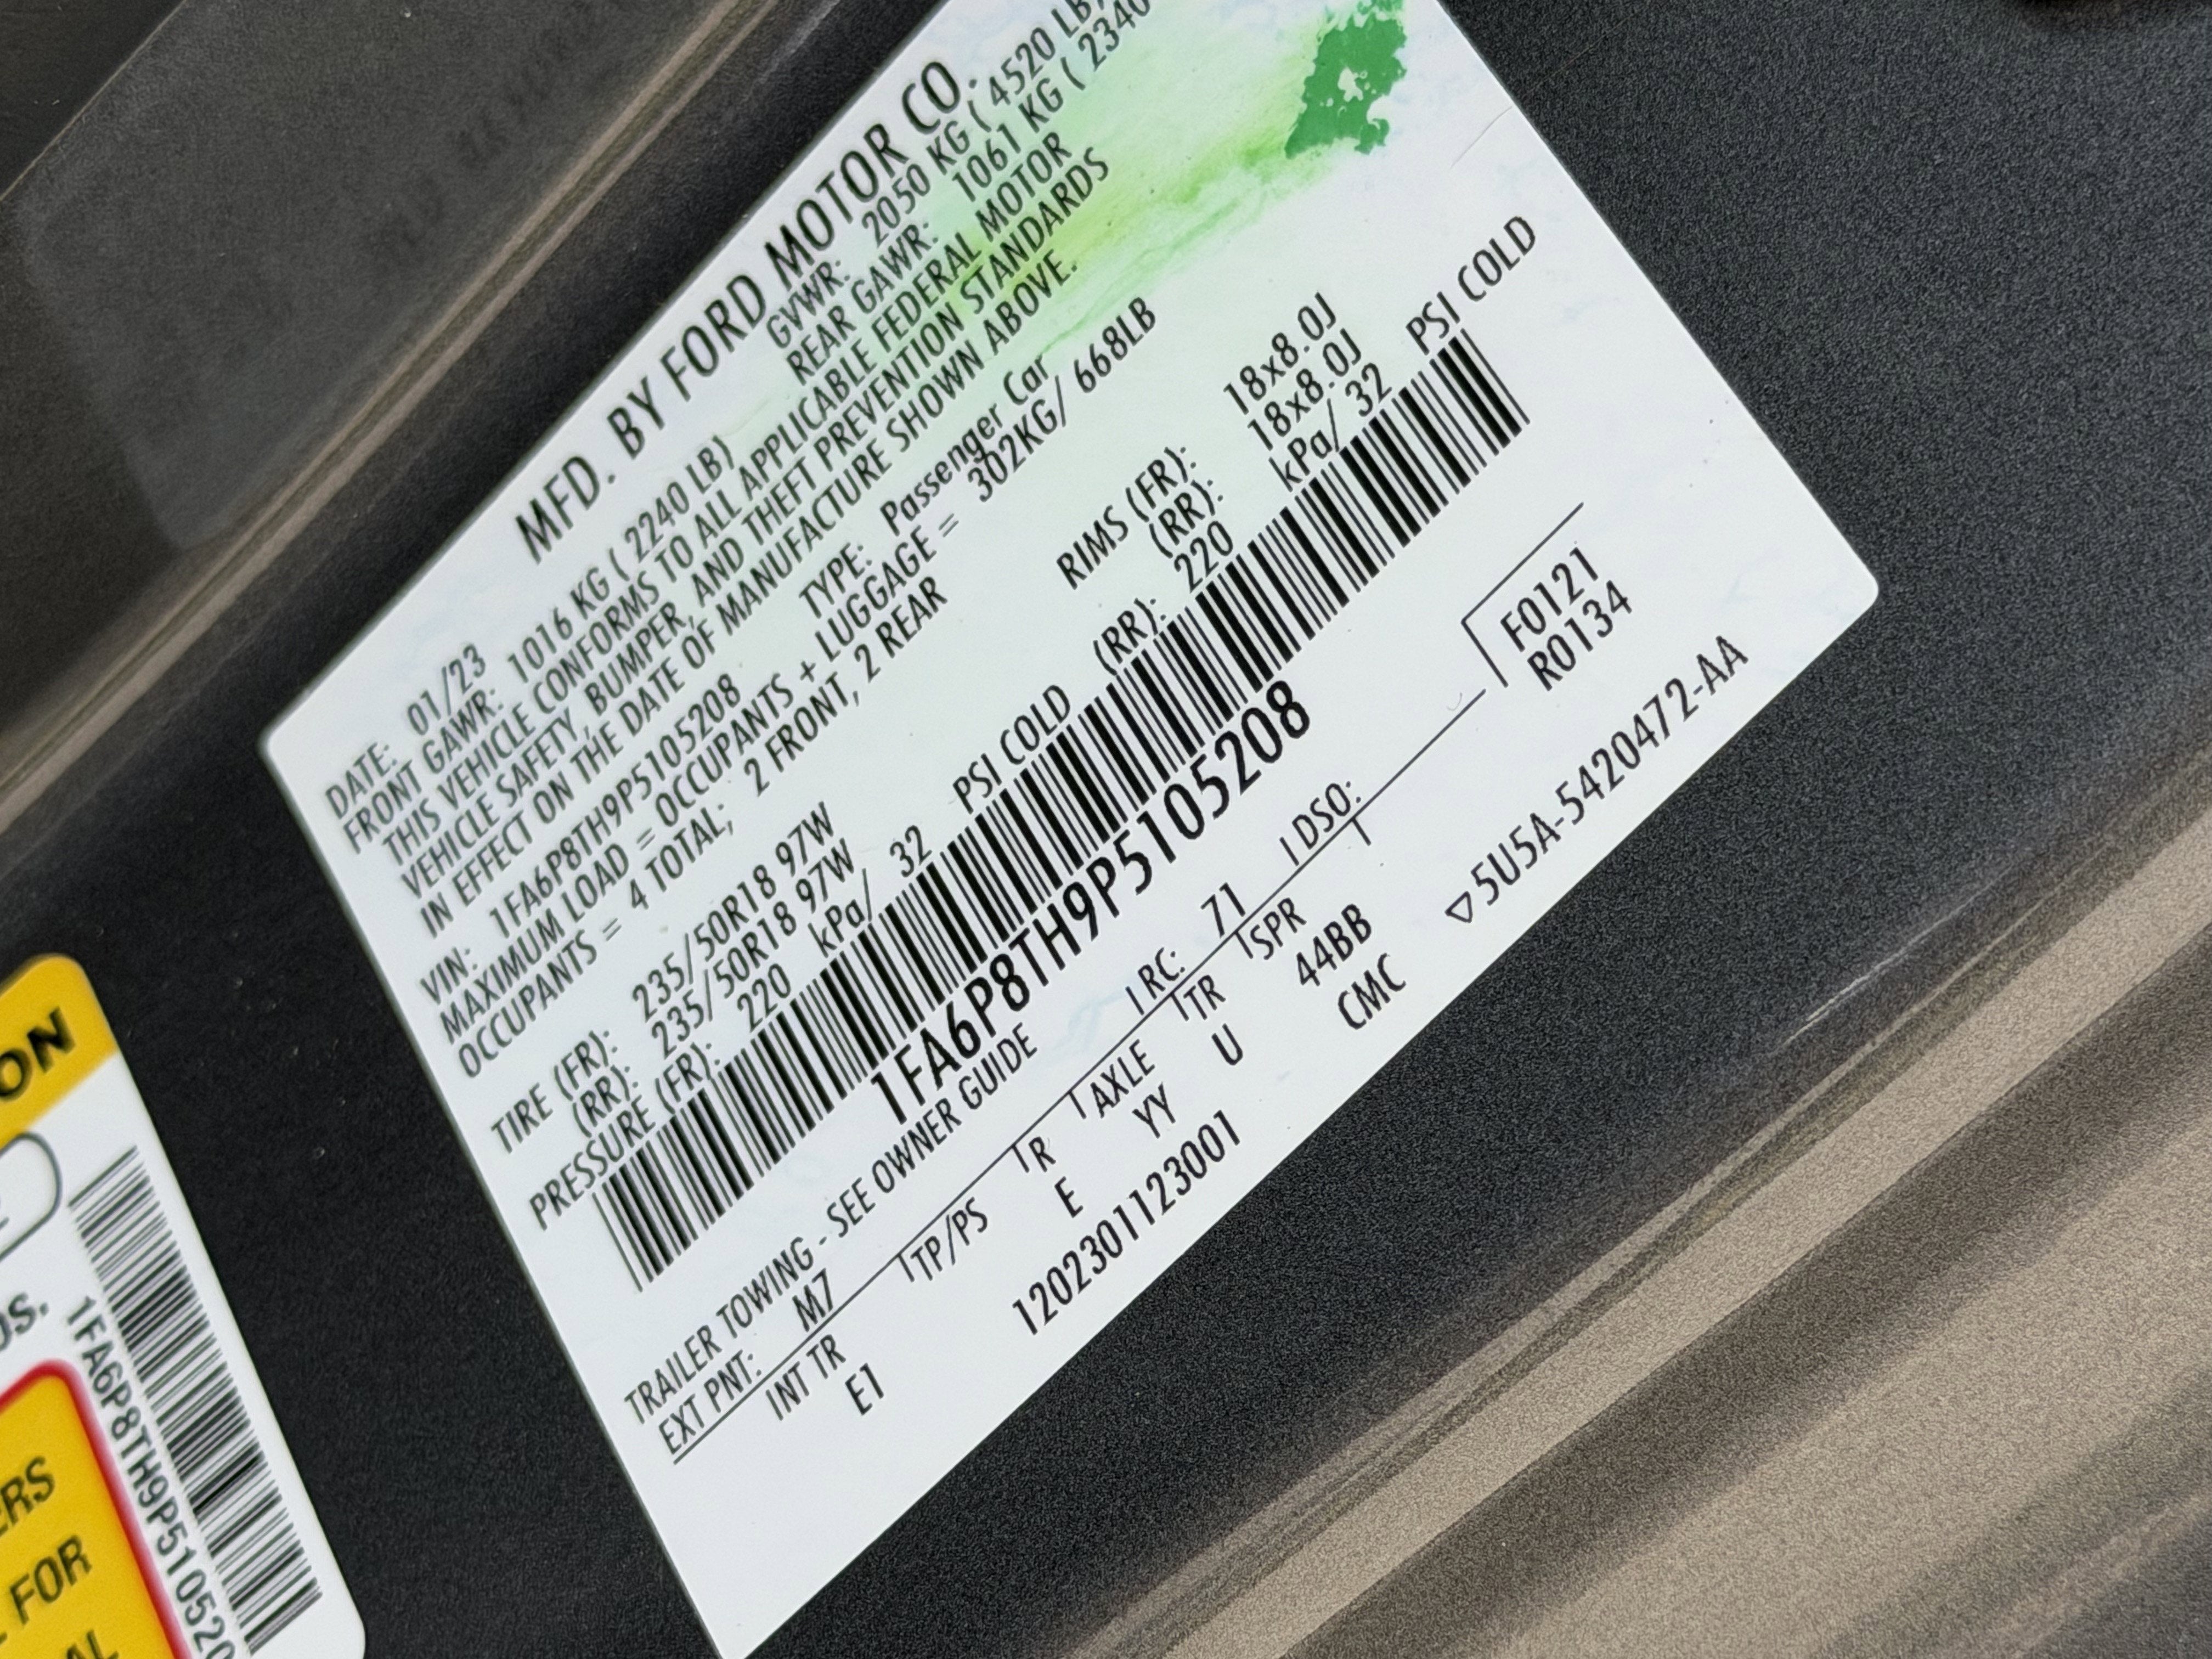 MFD. BY FORD MOTOR CO.
DATE: 01/23 GVWR: 2050 KG ( 4520 LB)
FRONT GAWR: 1016 KG ( 2240 LB) REAR GAWR: 1061 KG ( 2340
THIS VEHICLE CONFORMS TO ALL APPLICABLE FEDERAL MOTOR
VEHICLE SAFETY, BUMPER, AND THEFT PREVENTION STANDARDS
IN EFFECT ON THE DATE OF MANUFACTURE SHOWN ABOVE.
VIN: 1FA6P8TH9P5105208 TYPE: Passenger Car
MAXIMUM LOAD = OCCUPANTS + LUGGAGE = 302KG/ 668LB
OCCUPANTS = 4 TOTAL; 2 FRONT, 2 REAR
TIRE (FR): 235/50R18 97W RIMS (FR): 18x8.0J
(RR): 235/50R18 97W (RR): 18x8.0J
PRESSURE (FR): 220 kPa/ 32 PSI COLD (RR): 220 kPa/ 32 PSI COLD
1FA6P8TH9P5105208
TRAILER TOWING - SEE OWNER GUIDE
EXT PNT: M7 RC: 71 DSO: F0121
INT TR TP/PS R AXLE TR SPR R0134
E1 E YY U 44BB
1202301123001 CMC ▽5U5A-5420472-AA
ON
OS.
1FA6P8TH9P510520
ERS
FOR
AL